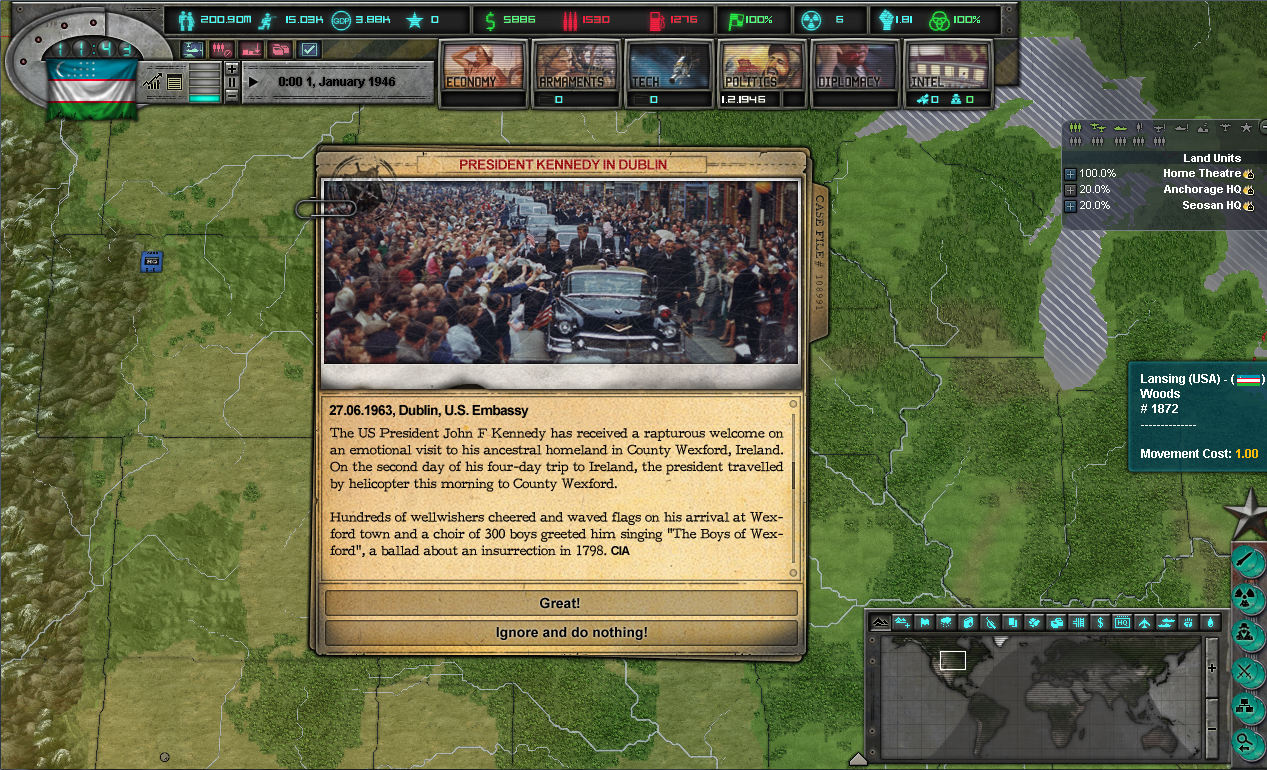 200.90M 15.03K GDP 3.88K 0 5886 1530 1276 100% 6 1.81 100%
11:43
0:00 1, January 1946
ECONOMY ARMAMENTS TECH POLITICS DIPLOMACY INTEL
0 0 1.2.1946 0 0
Land Units
100.0% Home Theatre
20.0% Anchorage HQ
20.0% Seosan HQ
PRESIDENT KENNEDY IN DUBLIN
CASE FILE# 108991
HG
27.06.1963, Dublin, U.S. Embassy
The US President John F Kennedy has received a rapturous welcome on
an emotional visit to his ancestral homeland in County Wexford, Ireland.
On the second day of his four-day trip to Ireland, the president travelled
by helicopter this morning to County Wexford.
Hundreds of wellwishers cheered and waved flags on his arrival at Wex-
ford town and a choir of 300 boys greeted him singing "The Boys of Wex-
ford", a ballad about an insurrection in 1798. CIA
Great!
Ignore and do nothing!
Lansing (USA) - ( )
Woods
# 1872
--------------
Movement Cost: 1.00
HQ